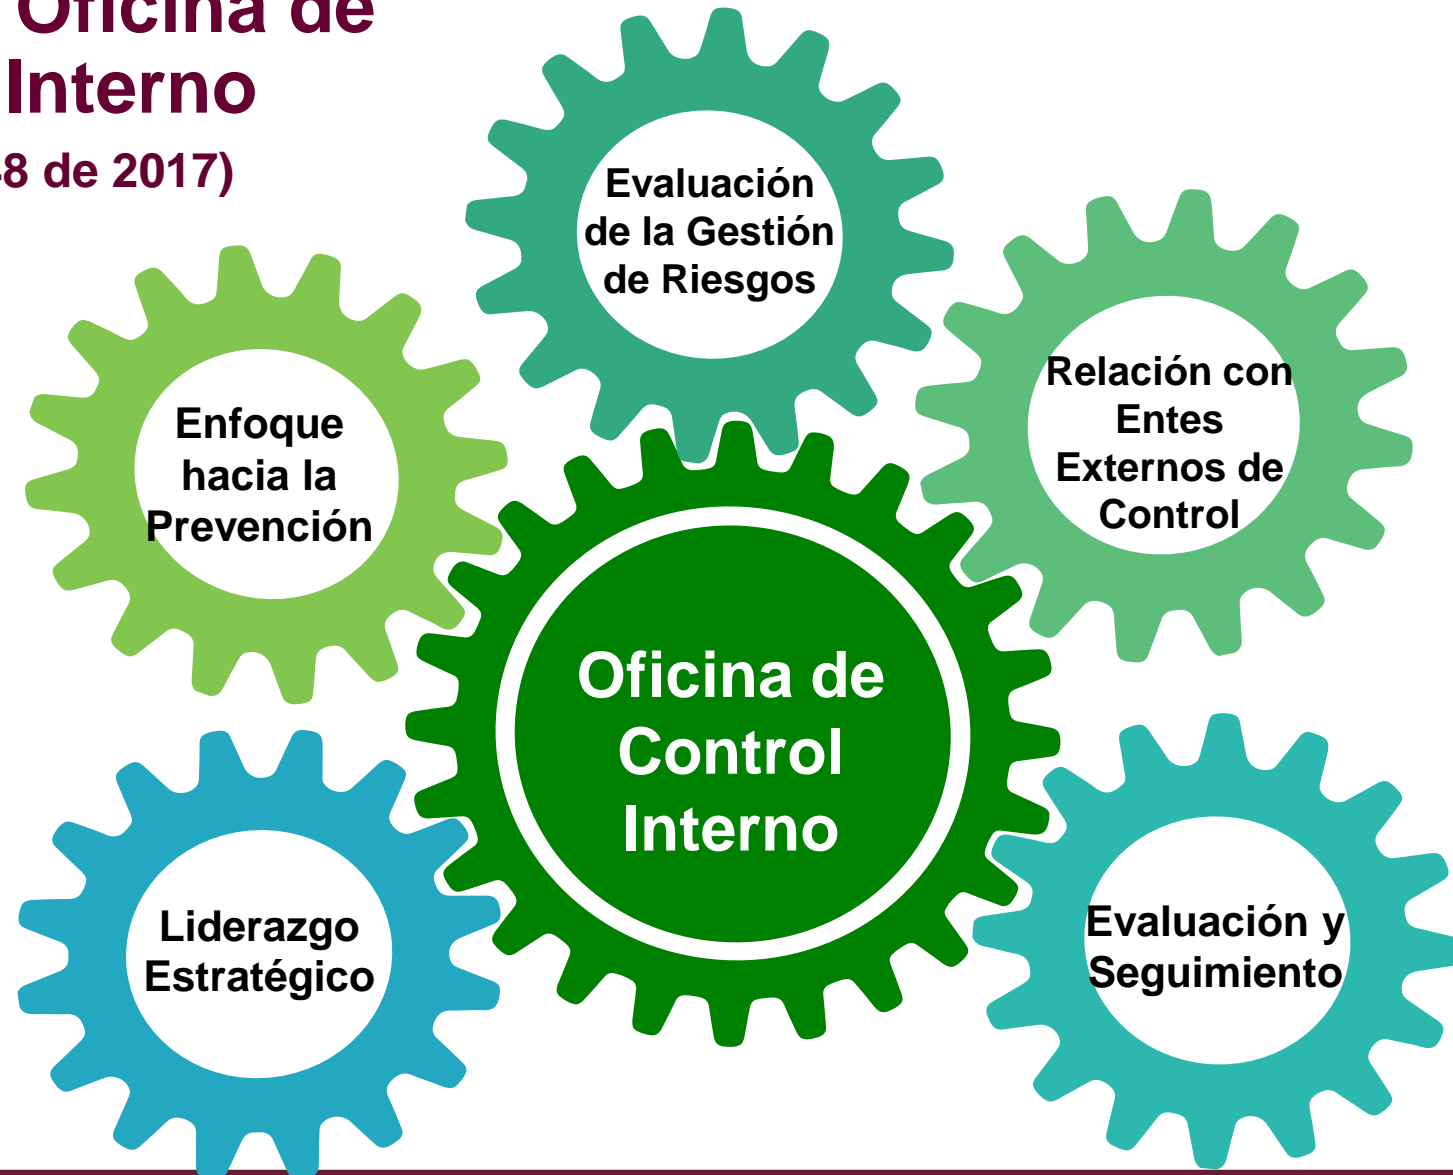 Oficina de
Interno
8 de 2017)
Evaluación
de la Gestión
de Riesgos
Relación con
Entes
Externos de
Control
Enfoque
hacia la
Prevención
Oficina de
Control
Interno
Liderazgo
Estratégico
Evaluación y
Seguimiento